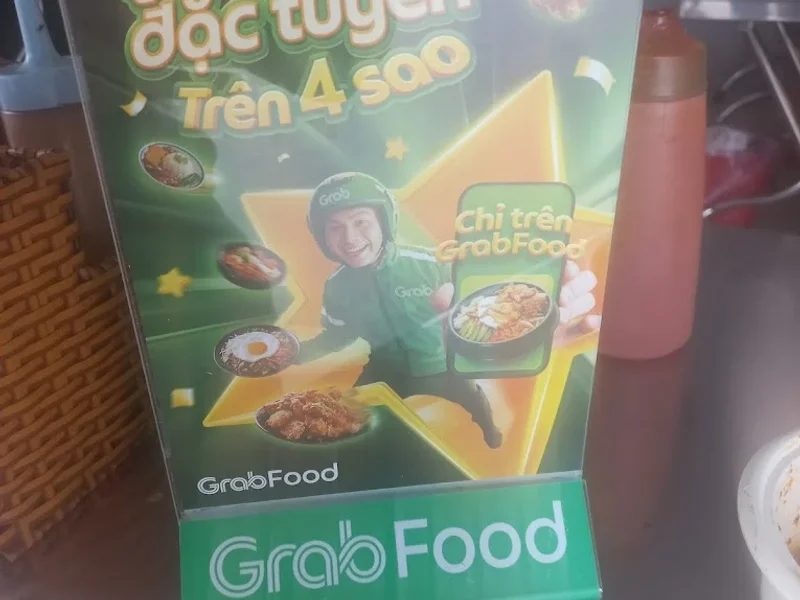 đặc tuyển
Trên 4 sao
Grab
Chỉ trên
GrabFood
Grab
GrabFood
GrabFood